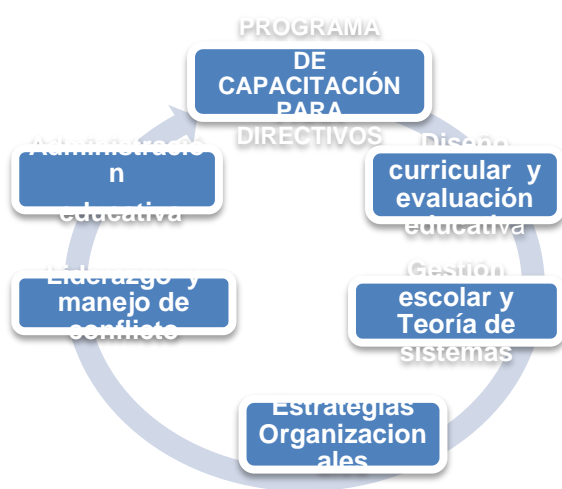 PROGRAMA
DE
CAPACITACIÓN
PARA
DIRECTIVOS
Diseño
curricular y
evaluación
educativa
Gestión
escolar y
Teoría de
sistemas
Estrategias
Organizacion
ales
Liderazgo y
manejo de
conflicto
Administració
n
educativa